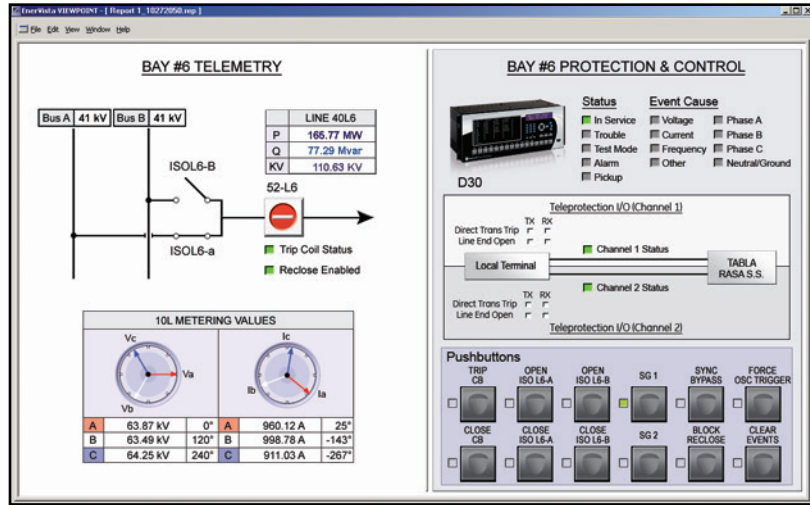 EnerVista VIEWPOINT - [ Report 1_10272050.rep ]
File Edit View Window Help
BAY #6 TELEMETRY
Bus A 41 kV Bus B 41 kV
LINE 40L6
P 165.77 MW
Q 77.29 Mvar
KV 110.63 KV
ISOL6-B
52-L6
ISOL6-a
Trip Coil Status
Reclose Enabled
10L METERING VALUES
Vc
Va
Vb
Ic
Ib
Ia
A 63.87 kV 0° A 960.12 A 25°
B 63.49 kV 120° B 998.78 A -143°
C 64.25 kV 240° C 911.03 A -267°
BAY #6 PROTECTION & CONTROL
D30
Status Event Cause
In Service Voltage Phase A
Trouble Current Phase B
Test Mode Frequency Phase C
Alarm Other Neutral/Ground
Pickup
Teleprotection I/O (Channel 1)
TX RX
Direct Trans Trip
Line End Open
Channel 1 Status
Local Terminal
TABLA
RASA S.S.
Channel 2 Status
TX RX
Direct Trans Trip
Line End Open
Teleprotection I/O (Channel 2)
Pushbuttons
TRIP CB
OPEN ISO L6-A
OPEN ISO L6-B
SG 1
SYNC BYPASS
FORCE OSC TRIGGER
CLOSE CB
CLOSE ISO L6-A
CLOSE ISO L6-B
SG 2
BLOCK RECLOSE
CLEAR EVENTS